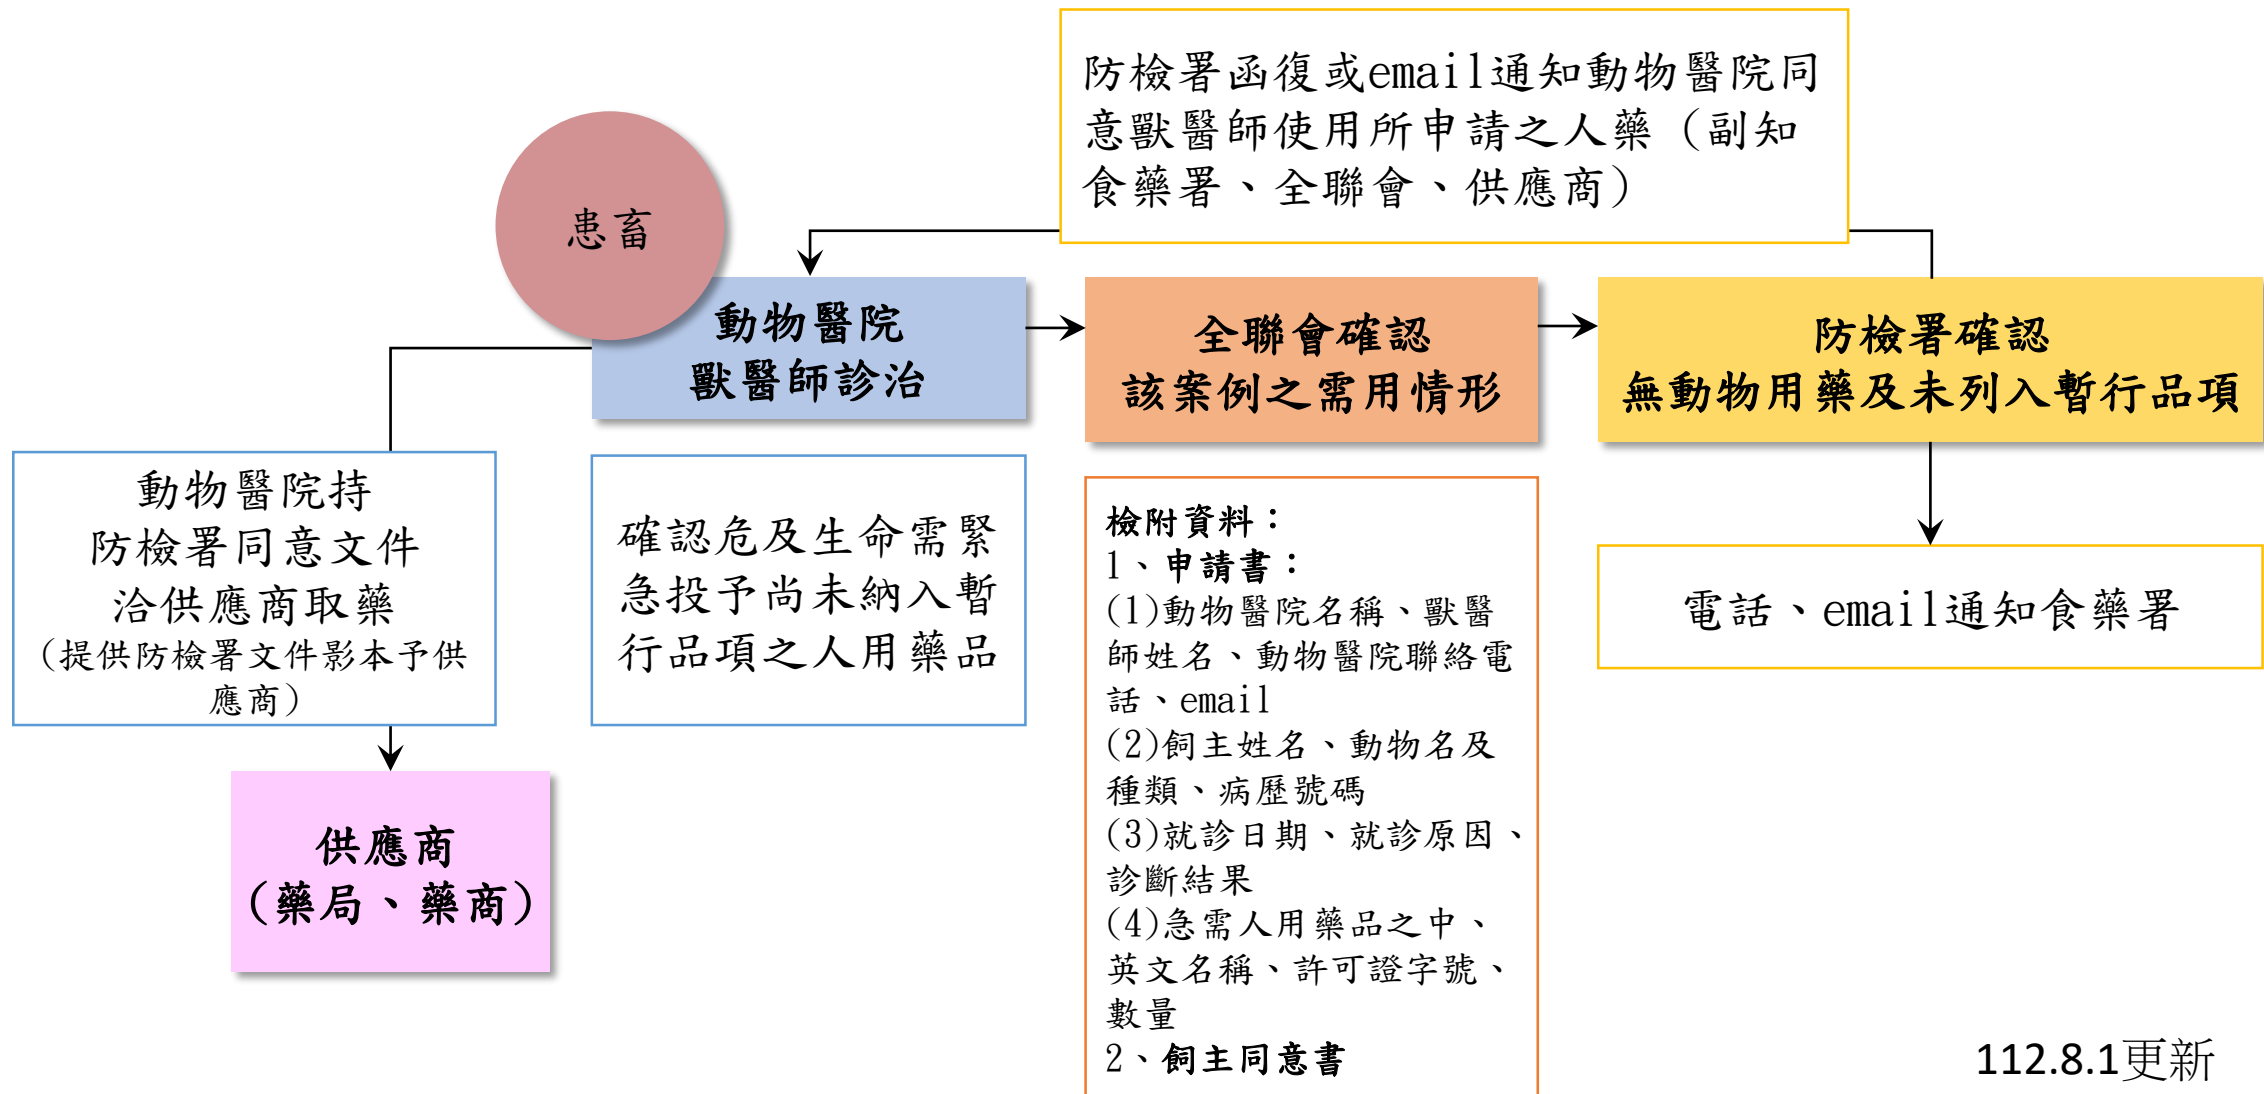 防檢署函復或email通知動物醫院同
意獸醫師使用所申請之人藥（副知
食藥署、全聯會、供應商）
患畜
動物醫院
獸醫師診治
全聯會確認
該案例之需用情形
防檢署確認
無動物用藥及未列入暫行品項
動物醫院持
防檢署同意文件
洽供應商取藥
(提供防檢署文件影本予供
應商)
確認危及生命需緊
急投予尚未納入暫
行品項之人用藥品
檢附資料：
1、申請書：
(1)動物醫院名稱、獸醫
師姓名、動物醫院聯絡電
話、email
(2)飼主姓名、動物名及
種類、病歷號碼
(3)就診日期、就診原因、
診斷結果
(4)急需人用藥品之中、
英文名稱、許可證字號、
數量
2、飼主同意書
電話、email通知食藥署
供應商
(藥局、藥商)
112.8.1更新